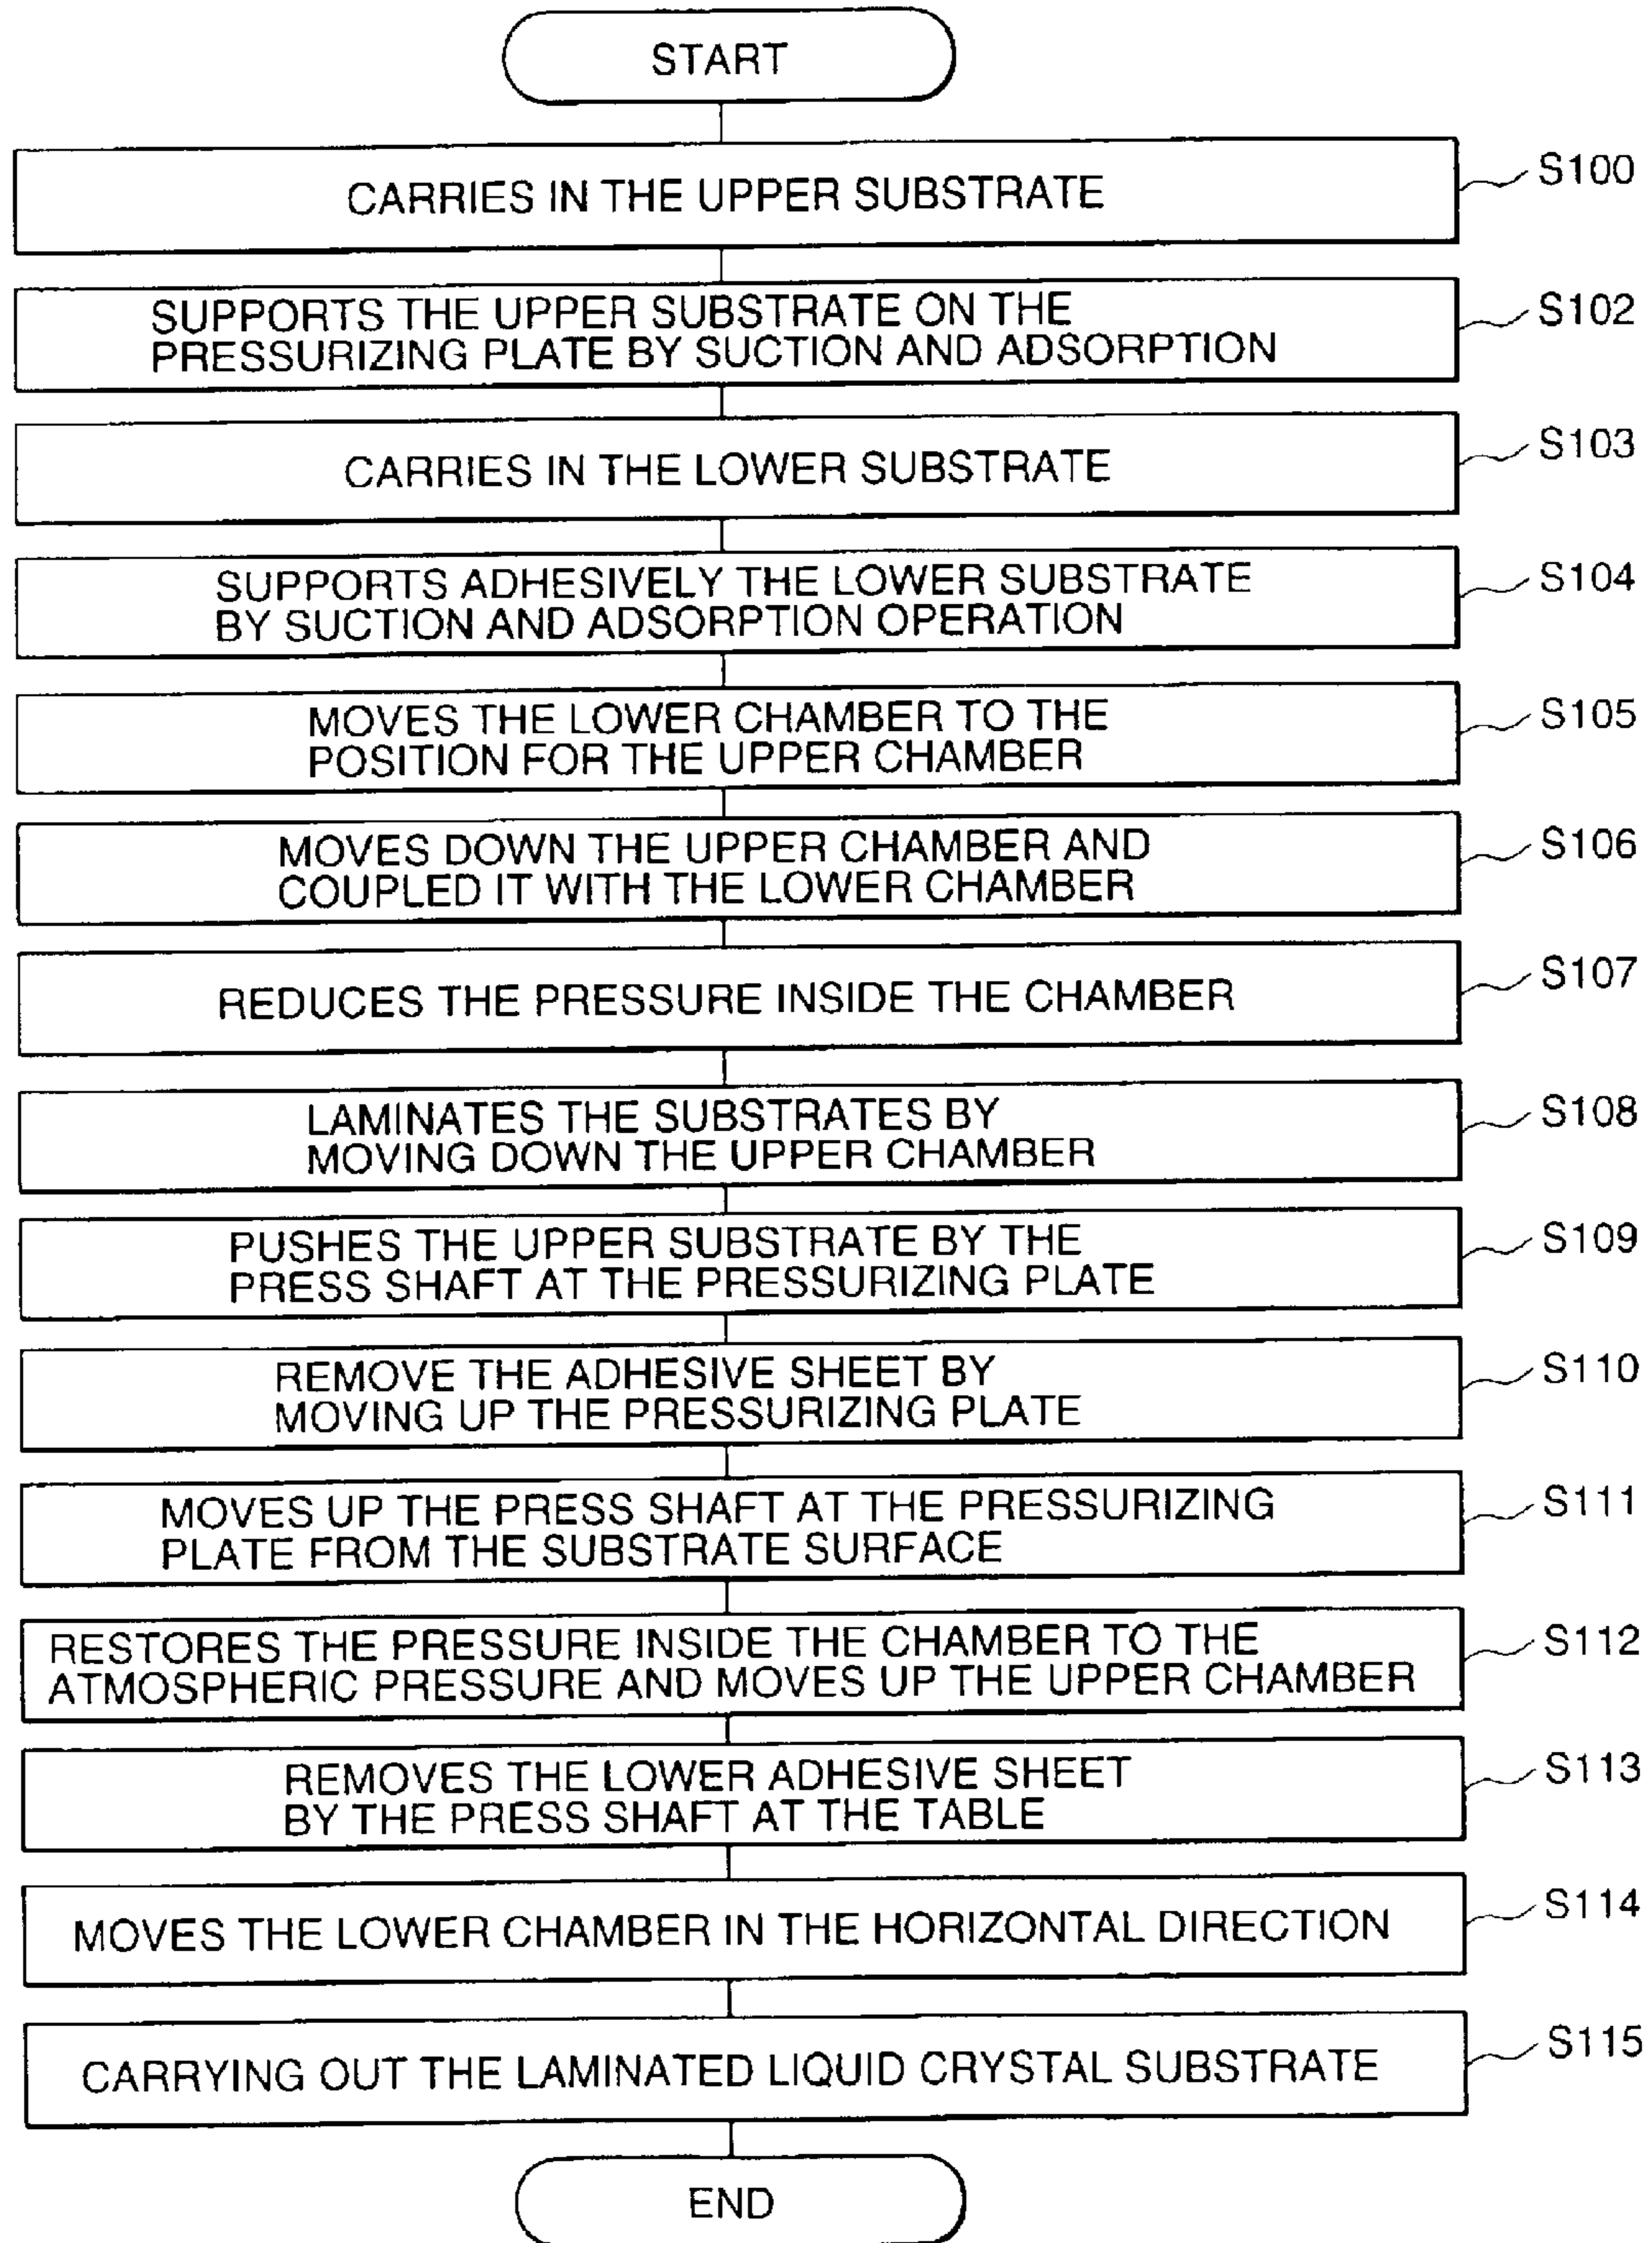 START
CARRIES IN THE UPPER SUBSTRATE
S100
SUPPORTS THE UPPER SUBSTRATE ON THE
PRESSURIZING PLATE BY SUCTION AND ADSORPTION
S102
CARRIES IN THE LOWER SUBSTRATE
S103
SUPPORTS ADHESIVELY THE LOWER SUBSTRATE
BY SUCTION AND ADSORPTION OPERATION
S104
MOVES THE LOWER CHAMBER TO THE
POSITION FOR THE UPPER CHAMBER
S105
MOVES DOWN THE UPPER CHAMBER AND
COUPLED IT WITH THE LOWER CHAMBER
S106
REDUCES THE PRESSURE INSIDE THE CHAMBER
S107
LAMINATES THE SUBSTRATES BY
MOVING DOWN THE UPPER CHAMBER
S108
PUSHES THE UPPER SUBSTRATE BY THE
PRESS SHAFT AT THE PRESSURIZING PLATE
S109
REMOVE THE ADHESIVE SHEET BY
MOVING UP THE PRESSURIZING PLATE
S110
MOVES UP THE PRESS SHAFT AT THE PRESSURIZING
PLATE FROM THE SUBSTRATE SURFACE
S111
RESTORES THE PRESSURE INSIDE THE CHAMBER TO THE
ATMOSPHERIC PRESSURE AND MOVES UP THE UPPER CHAMBER
S112
REMOVES THE LOWER ADHESIVE SHEET
BY THE PRESS SHAFT AT THE TABLE
S113
MOVES THE LOWER CHAMBER IN THE HORIZONTAL DIRECTION
S114
CARRYING OUT THE LAMINATED LIQUID CRYSTAL SUBSTRATE
S115
END